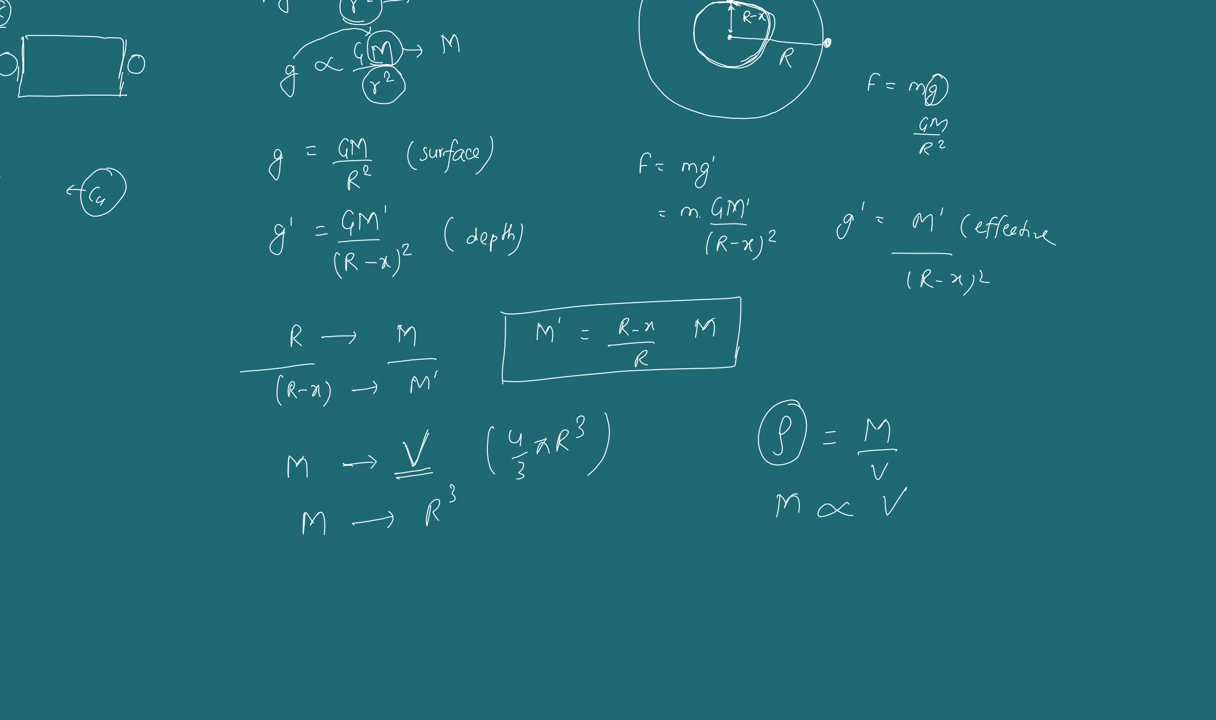 g ∝ GM/r² → M
R-x
R
F = mg
GM/R²
g = GM/R² (surface)
F = mg'
g' = GM'/(R-x)² (depth)
= m. GM'/(R-x)²
g' = M'/(R-x)² (effective
R → M
(R-x) → M'
M' = R-x/R M
M → V (4/3 πR³)
ρ = M/V
M → R³
M ∝ V